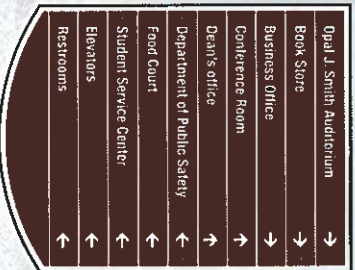 Opal J. Smith Auditorium
Book Store
Business Office
Conference Room
Dean's office
Department of Public Safety
Food Court
Student Service Center
Elevators
Restrooms